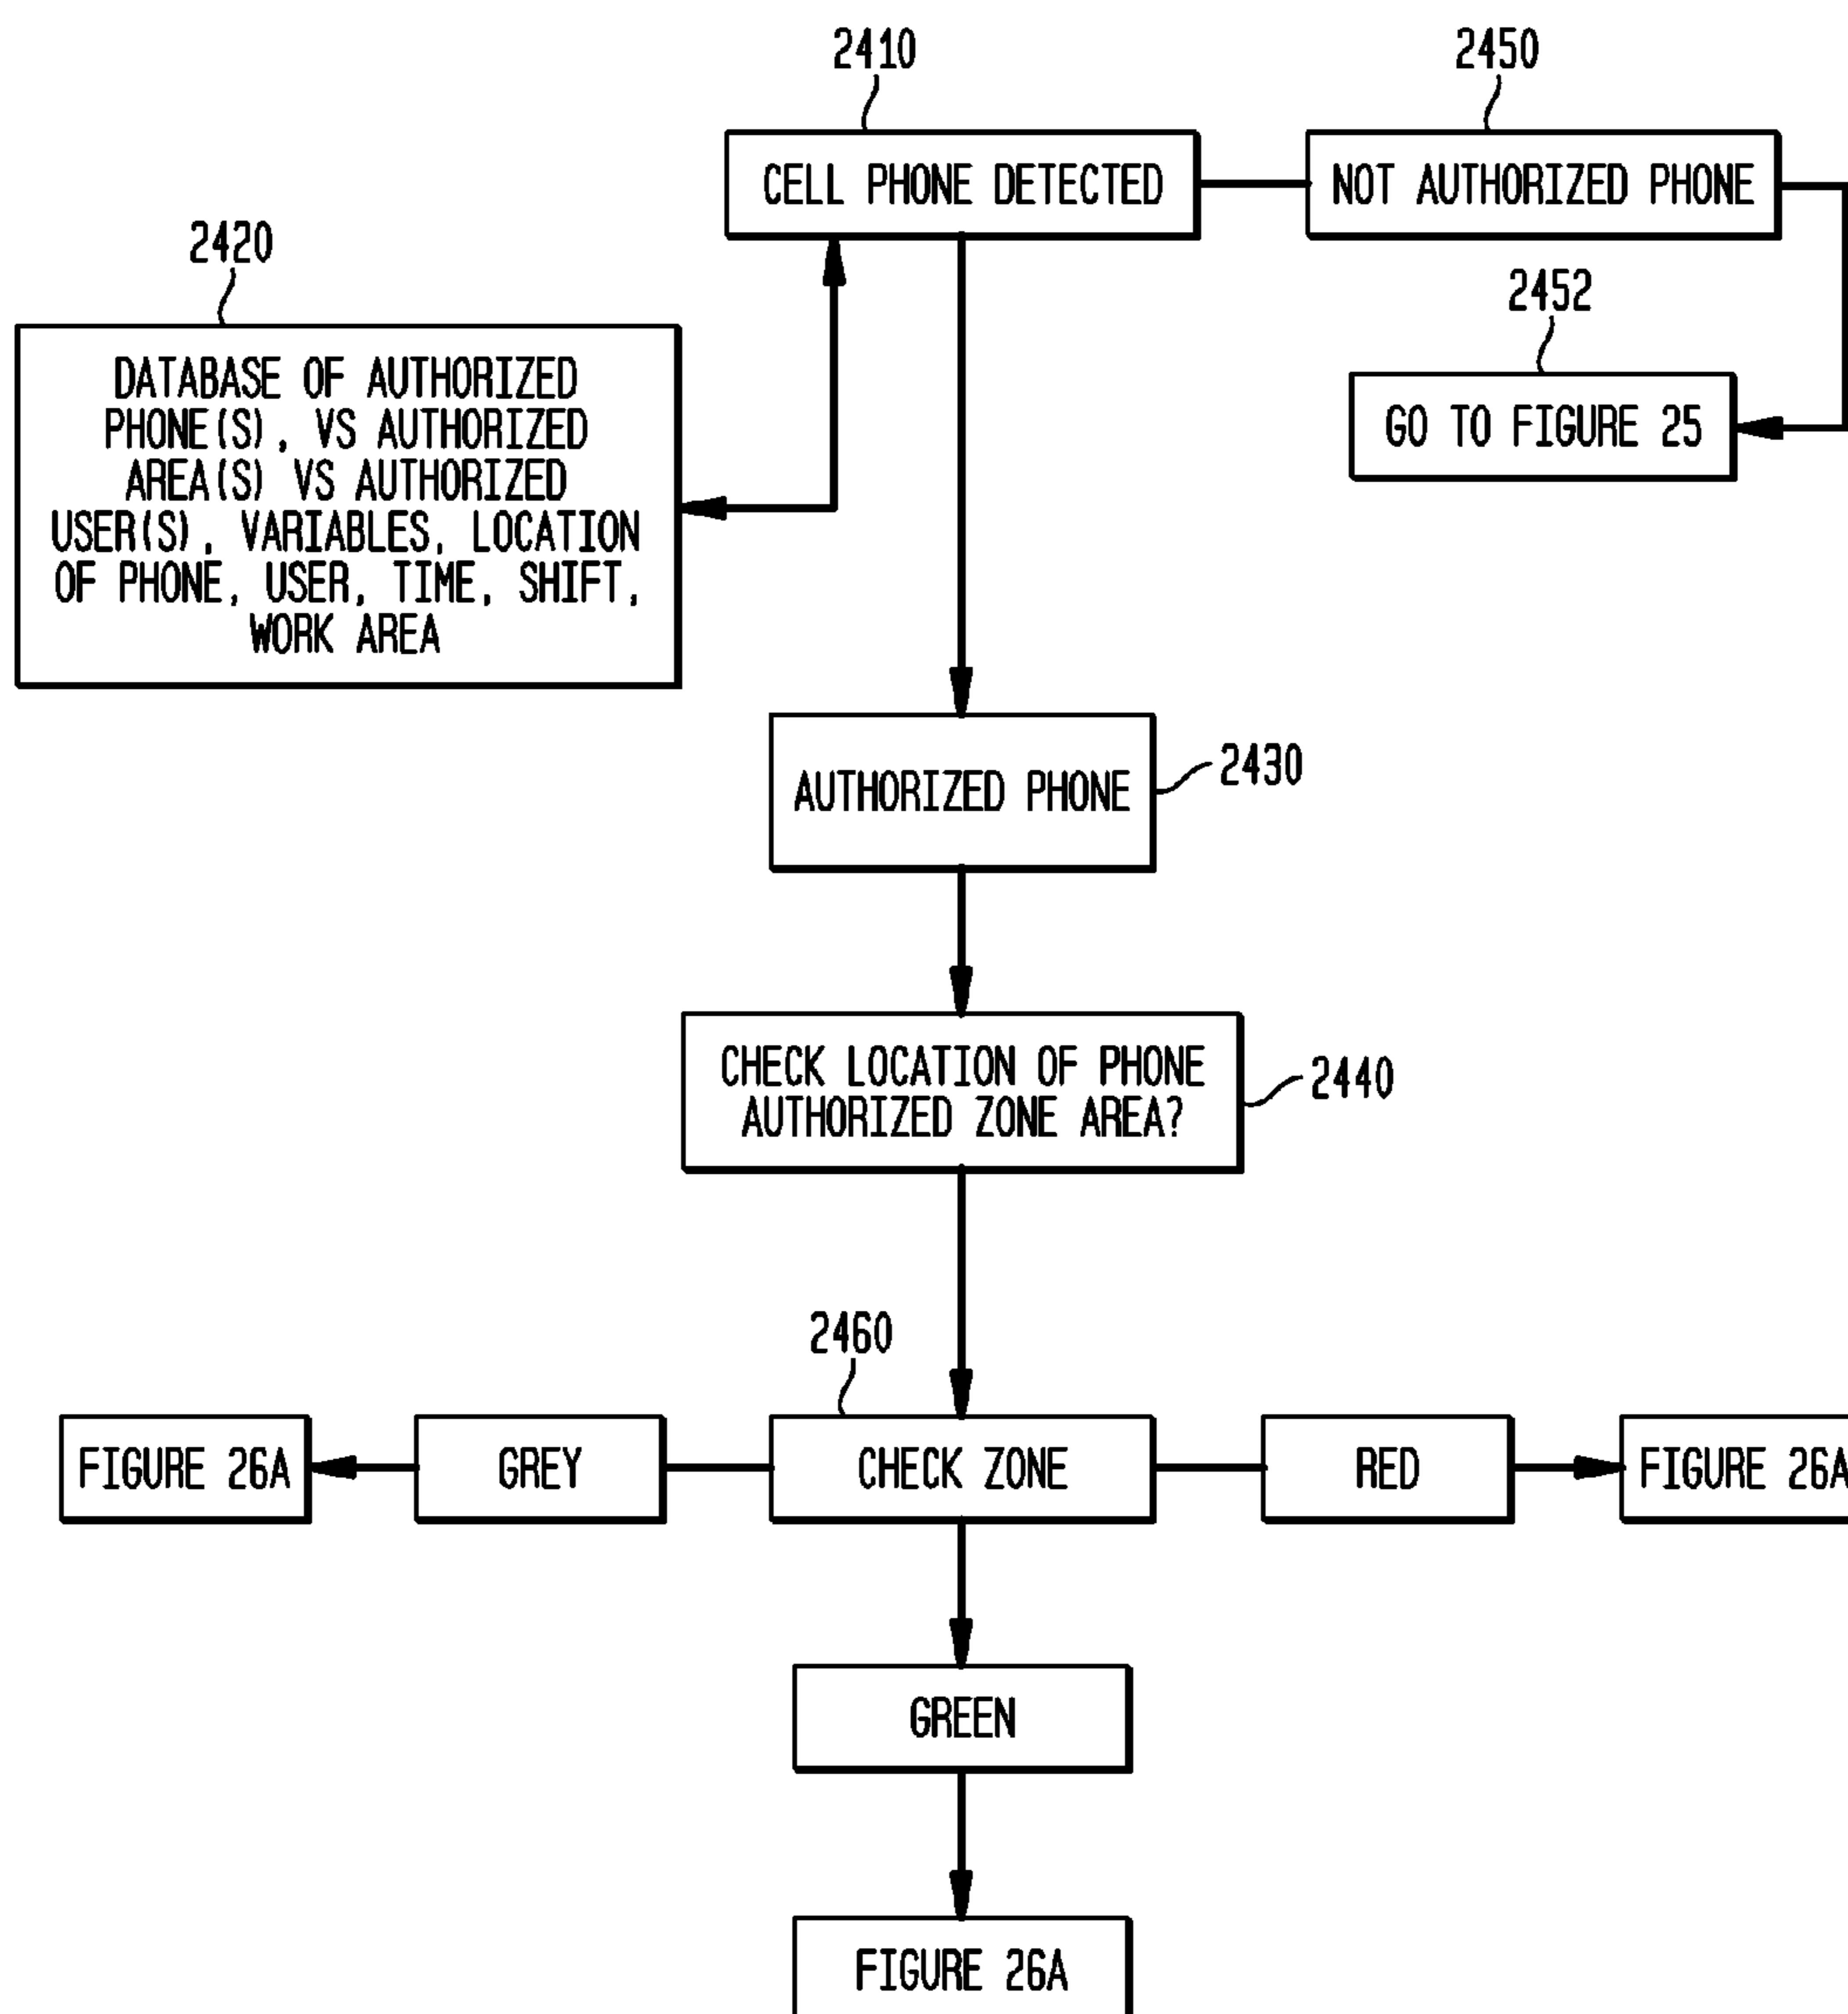 2410
2450
CELL PHONE DETECTED
NOT AUTHORIZED PHONE
2420
2452
DATABASE OF AUTHORIZED
PHONE(S), VS AUTHORIZED
AREA(S) VS AUTHORIZED
USER(S), VARIABLES, LOCATION
OF PHONE, USER, TIME, SHIFT,
WORK AREA
GO TO FIGURE 25
AUTHORIZED PHONE
2430
CHECK LOCATION OF PHONE
AUTHORIZED ZONE AREA?
2440
2460
FIGURE 26A
GREY
CHECK ZONE
RED
FIGURE 26A
GREEN
FIGURE 26A